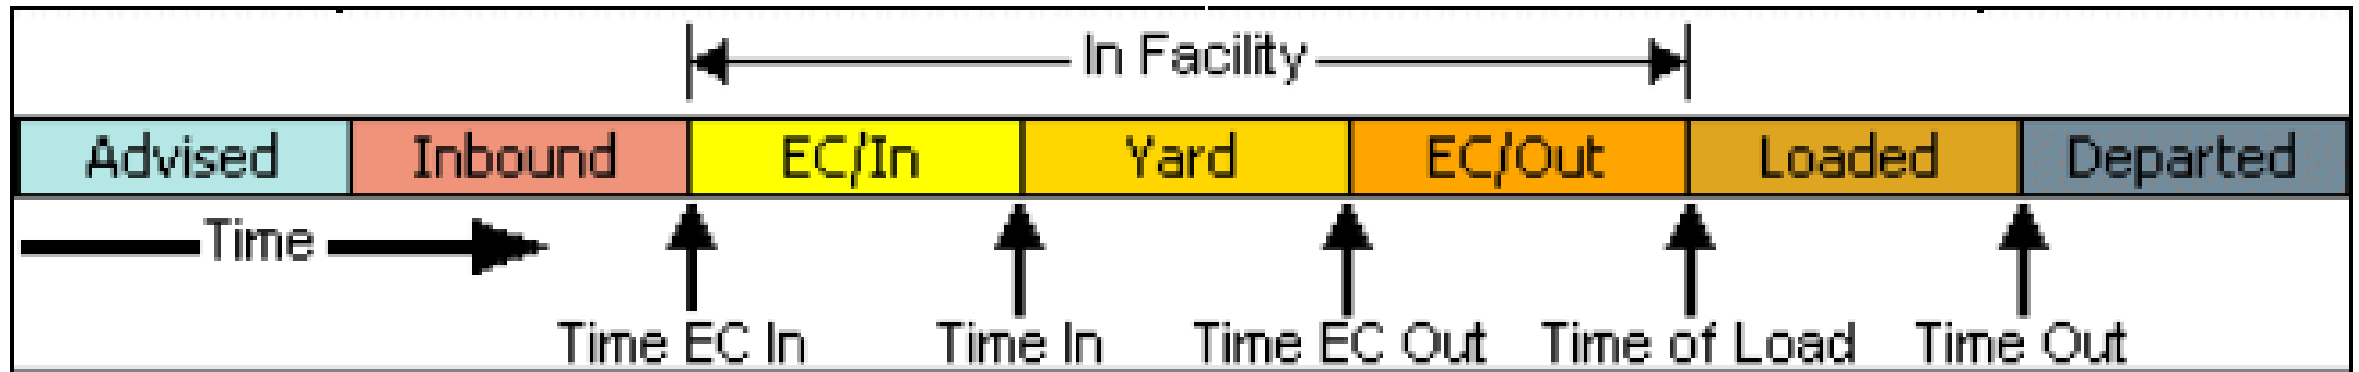 In Facility
Advised Inbound EC/In Yard EC/Out Loaded Departed
Time
Time EC In Time In Time EC Out Time of Load Time Out